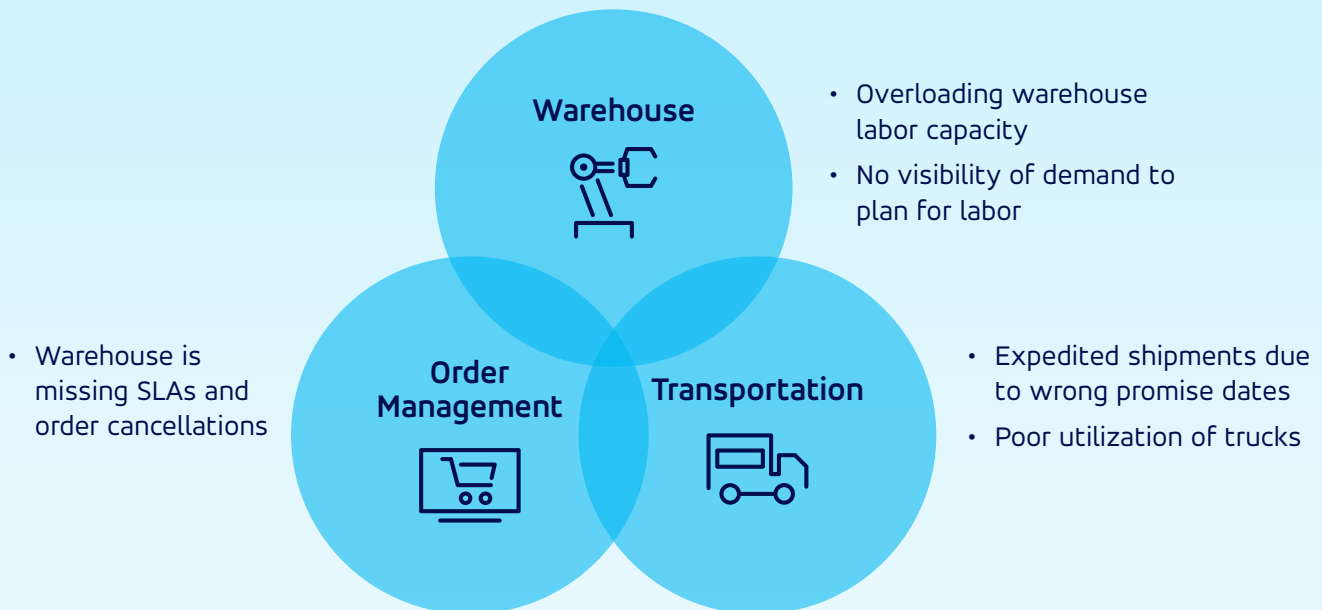 Warehouse
• Overloading warehouse
labor capacity
• No visibility of demand to
plan for labor
• Warehouse is
missing SLAs and
order cancellations
Order
Management
Transportation
• Expedited shipments due
to wrong promise dates
• Poor utilization of trucks